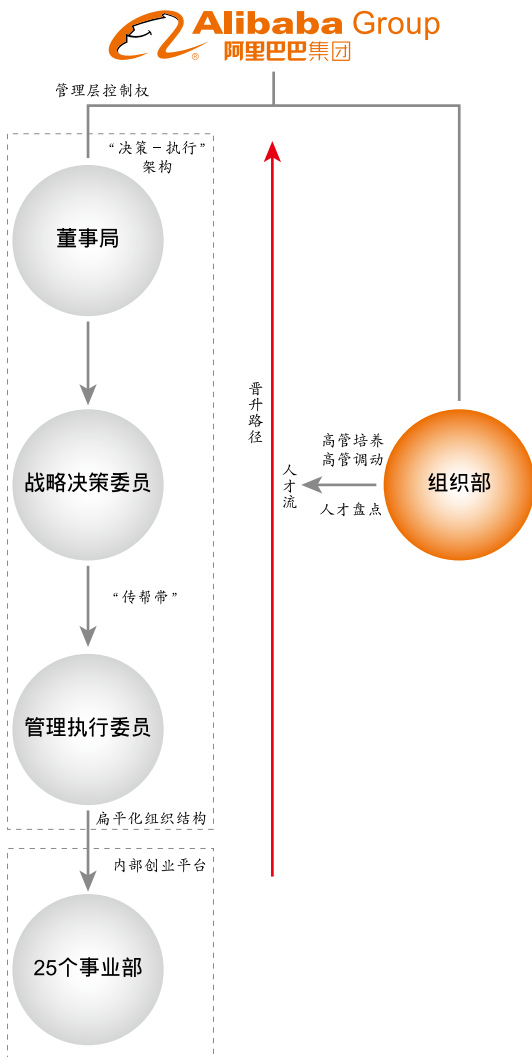 Alibaba Group
阿里巴巴集团
®
管理层控制权
“决策－执行”
架构
董事局
战略决策委员
“传帮带”
管理执行委员
扁平化组织结构
内部创业平台
25个事业部
晋升路径
人才流
高管培养
高管调动
人才盘点
组织部